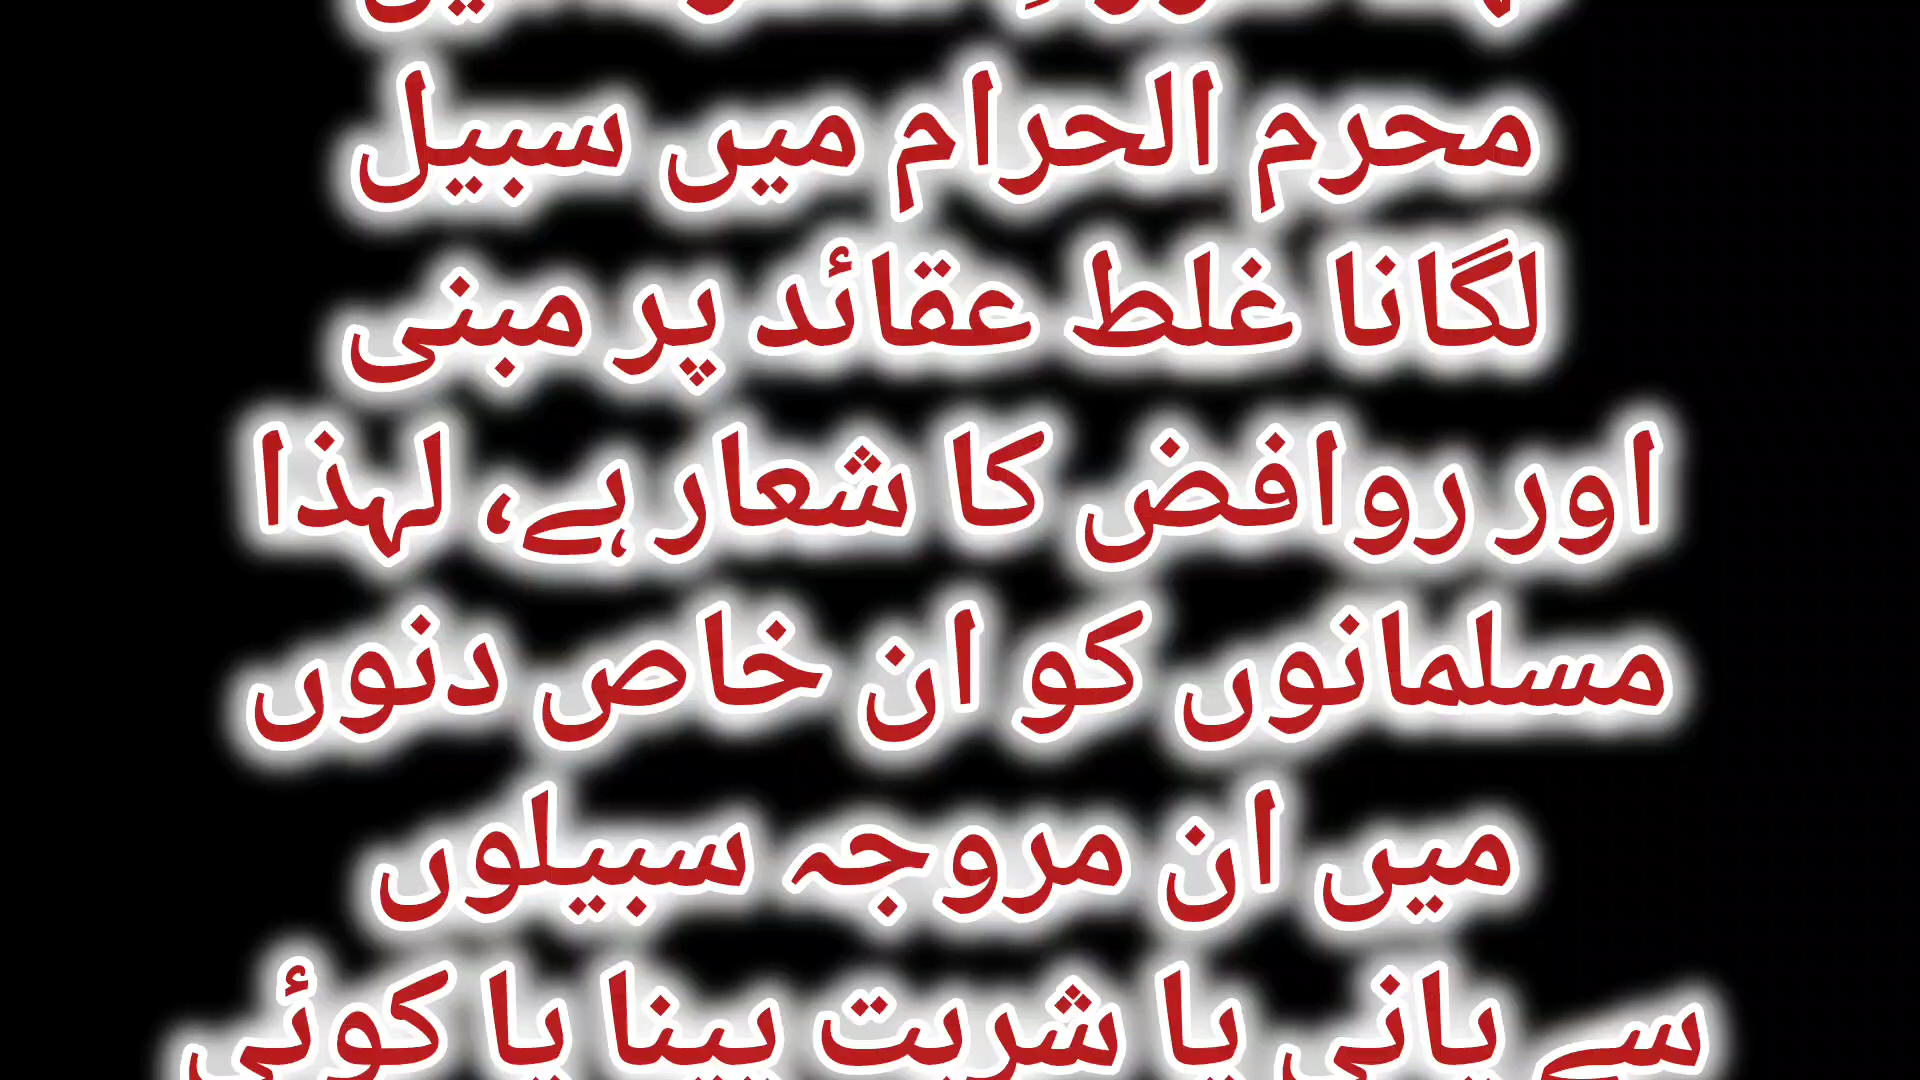 محرم الحرام میں سبیل
لگانا غلط عقائد پر مبنی
اور روافض کا شعار ہے، لہذا
مسلمانوں کو ان خاص دنوں
میں ان مروجہ سبیلوں
سے پانی یا شربت پینا یا کوئی